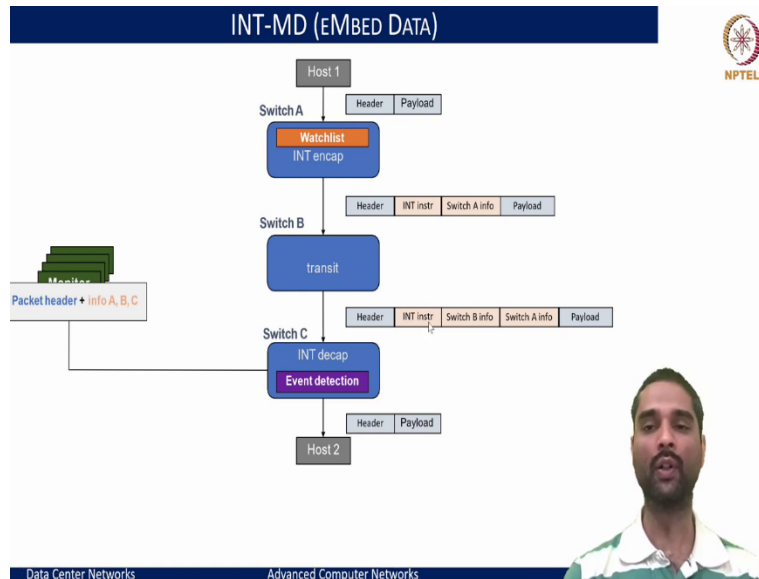 INT-MD (EMBED DATA)
NPTEL
Host 1
Header Payload
Switch A
Watchlist
INT encap
Header INT instr Switch A info Payload
Switch B
transit
Monitor
Packet header + info A, B, C
Header INT instr Switch B info Switch A info Payload
Switch C
INT decap
Event detection
Header Payload
Host 2
Data Center Networks Advanced Computer Networks